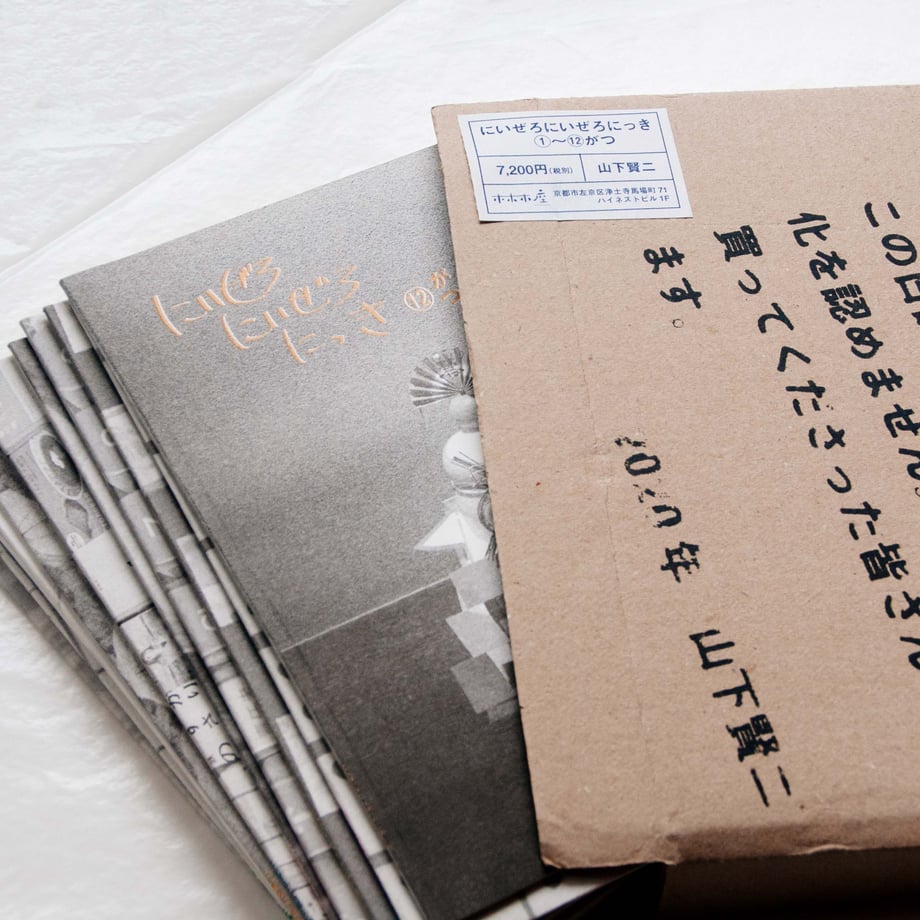 にいぜろにいぜろにっき
①〜⑫がつ
7,200円(税別)
山下賢二
ホホホ座
京都市左京区浄土寺馬場町71
ハイネストビル1F
にいぜろ
にいぜろ
にっき
⑫がつ
この日
化を認めません
買ってくださった皆さん
ます。
年 山下賢二